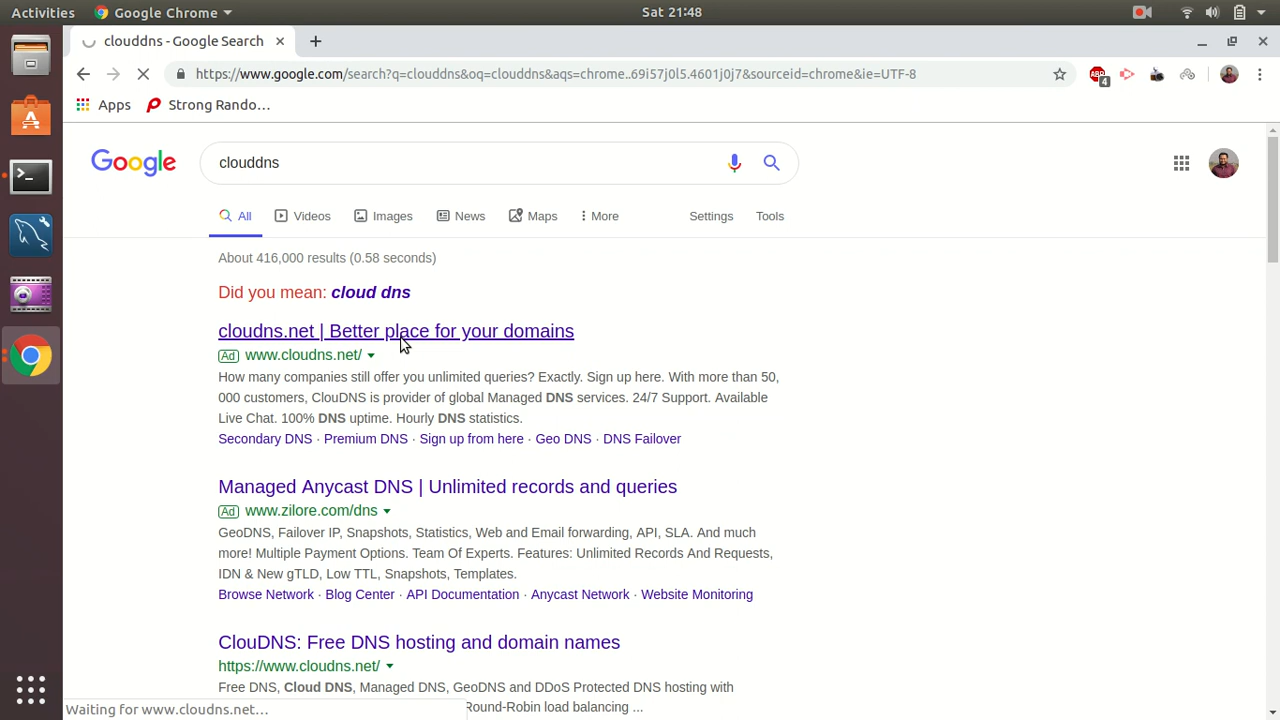 Activities Google Chrome Sat 21:48
clouddns - Google Search
https://www.google.com/search?q=clouddns&oq=clouddns&aqs=chrome..69i57j0l5.4601j0j7&sourceid=chrome&ie=UTF-8
4
Apps Strong Rando...
Google clouddns
All Videos Images News Maps More Settings Tools
About 416,000 results (0.58 seconds)
Did you mean: cloud dns
cloudns.net | Better place for your domains
Ad www.cloudns.net/
How many companies still offer you unlimited queries? Exactly. Sign up here. With more than 50,
000 customers, ClouDNS is provider of global Managed DNS services. 24/7 Support. Available
Live Chat. 100% DNS uptime. Hourly DNS statistics.
Secondary DNS · Premium DNS · Sign up from here · Geo DNS · DNS Failover
Managed Anycast DNS | Unlimited records and queries
Ad www.zilore.com/dns
GeoDNS, Failover IP, Snapshots, Statistics, Web and Email forwarding, API, SLA. And much
more! Multiple Payment Options. Team Of Experts. Features: Unlimited Records And Requests,
IDN & New gTLD, Low TTL, Snapshots, Templates.
Browse Network · Blog Center · API Documentation · Anycast Network · Website Monitoring
ClouDNS: Free DNS hosting and domain names
https://www.cloudns.net/
Free DNS, Cloud DNS, Managed DNS, GeoDNS and DDoS Protected DNS hosting with
Round-Robin load balancing ...
Waiting for www.cloudns.net...